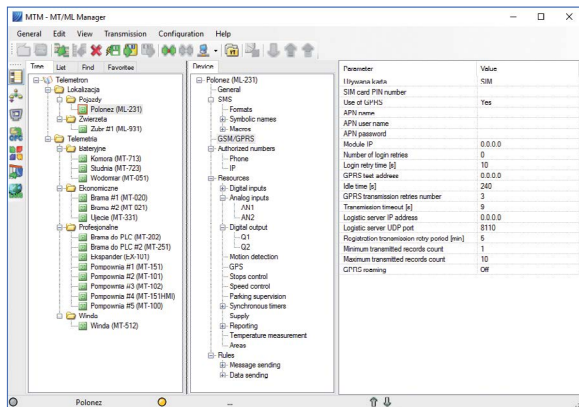 MTM - MT/ML Manager
General Edit View Transmission Configuration Help
Tree List Find Favorites
Telemetron
Lokalizacja
Pojazdy
Polonez (ML-231)
Zwierzeta
Zubr #1 (ML-931)
Telemetria
Bateryjne
Komora (MT-713)
Studnia (MT-723)
Wodomiar (MT-051)
Ekonomiczne
Brama #1 (MT-020)
Brama #2 (MT 021)
Ujecie (MT-331)
Profesjonalne
Brama do PLC (MT-202)
Brama do PLC #2 (MT-251)
Ekspander (EX-101)
Pompownia #1 (MT-151)
Pompownia #2 (MT-101)
Pompownia #3 (MT-102)
Pompownia #4 (MT-151HMI)
Pompownia #5 (MT-100)
Winda
Winda (MT-512)
Device
Polonez (ML-231)
General
SMS
Formats
Symbolic names
Macros
GSM/GPRS
Authorized numbers
Phone
IP
Resources
Digital inputs
Analog inputs
AN1
AN2
Digital output
Q1
Q2
Motion detection
GPS
Stops control
Speed control
Parking supervision
Synchronous timers
Supply
Reporting
Temperature measurement
Areas
Rules
Message sending
Data sending
Parameter Value
Używana karta SIM
SIM card PIN number
Use of GPRS Yes
APN name
APN user name
APN password
Module IP 0.0.0.0
Number of login retries 0
Login retry time [s] 10
GPRS test address 0.0.0.0
Idle time [s] 240
GPRS transmission retries number 3
Transmission timeout [s] 9
Logistic server IP address 0.0.0.0
Logistic server UDP port 8110
Registration transmission retry period [min] 5
Minimum transmitted records count 1
Maximum transmitted records count 10
GPRS roaming Off
Polonez ...